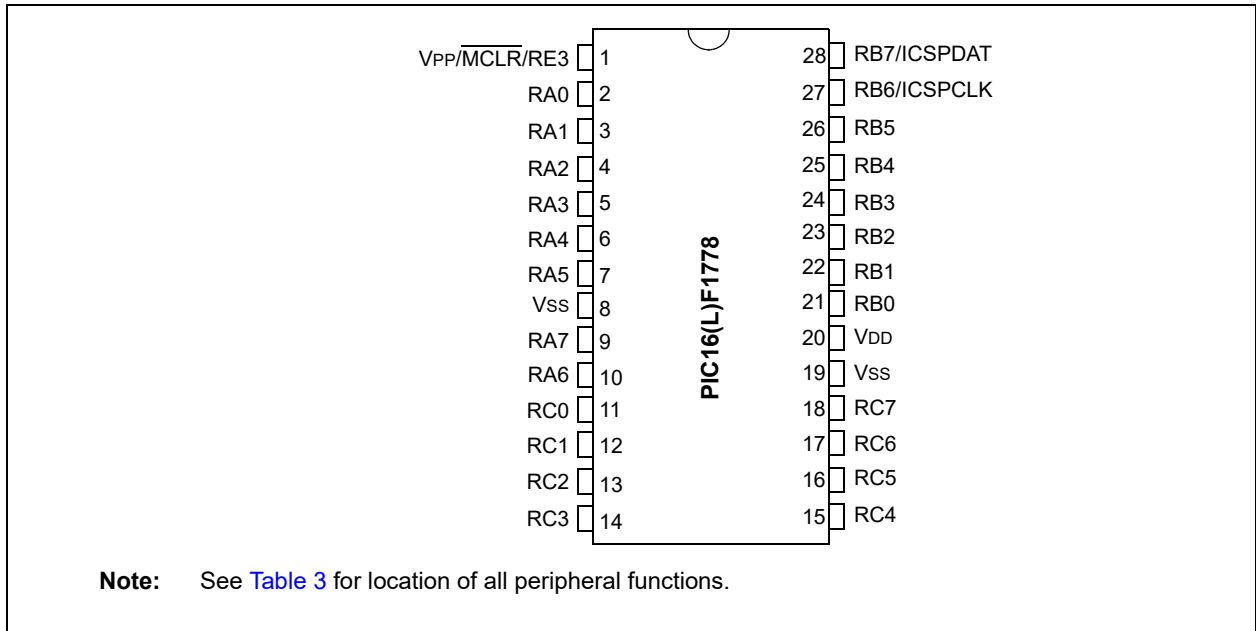 VPP/MCLR/RE3 1
RA0 2
RA1 3
RA2 4
RA3 5
RA4 6
RA5 7
VSS 8
RA7 9
RA6 10
RC0 11
RC1 12
RC2 13
RC3 14
PIC16(L)F1778
28 RB7/ICSPDAT
27 RB6/ICSPCLK
26 RB5
25 RB4
24 RB3
23 RB2
22 RB1
21 RB0
20 VDD
19 VSS
18 RC7
17 RC6
16 RC5
15 RC4
Note: See Table 3 for location of all peripheral functions.